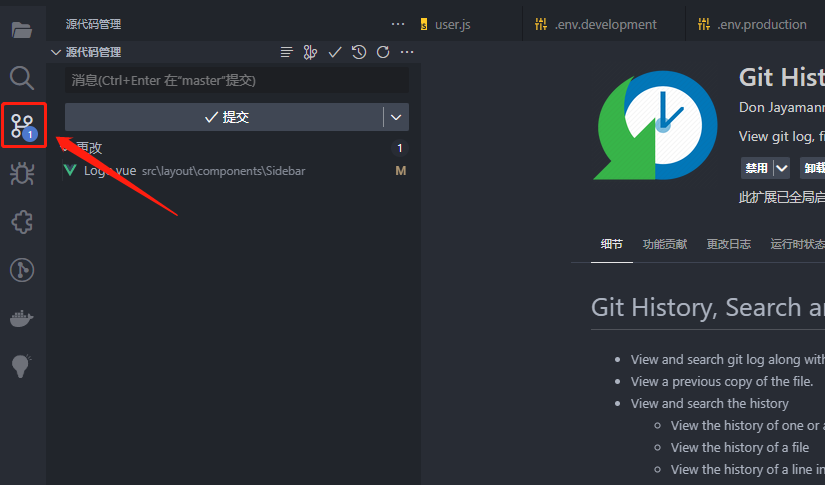 源代码管理
user.js
.env.development
.env.production
源代码管理
消息(Ctrl+Enter 在"master"提交)
提交
更改
1
Logo.vue src\layout\components\Sidebar
M
1
Git Hist
Don Jayamann
View git log, fi
禁用
卸载
此扩展已全局启
细节
功能贡献
更改日志
运行时状态
Git History, Search an
View and search git log along with
View a previous copy of the file.
View and search the history
View the history of one or a
View the history of a file
View the history of a line in